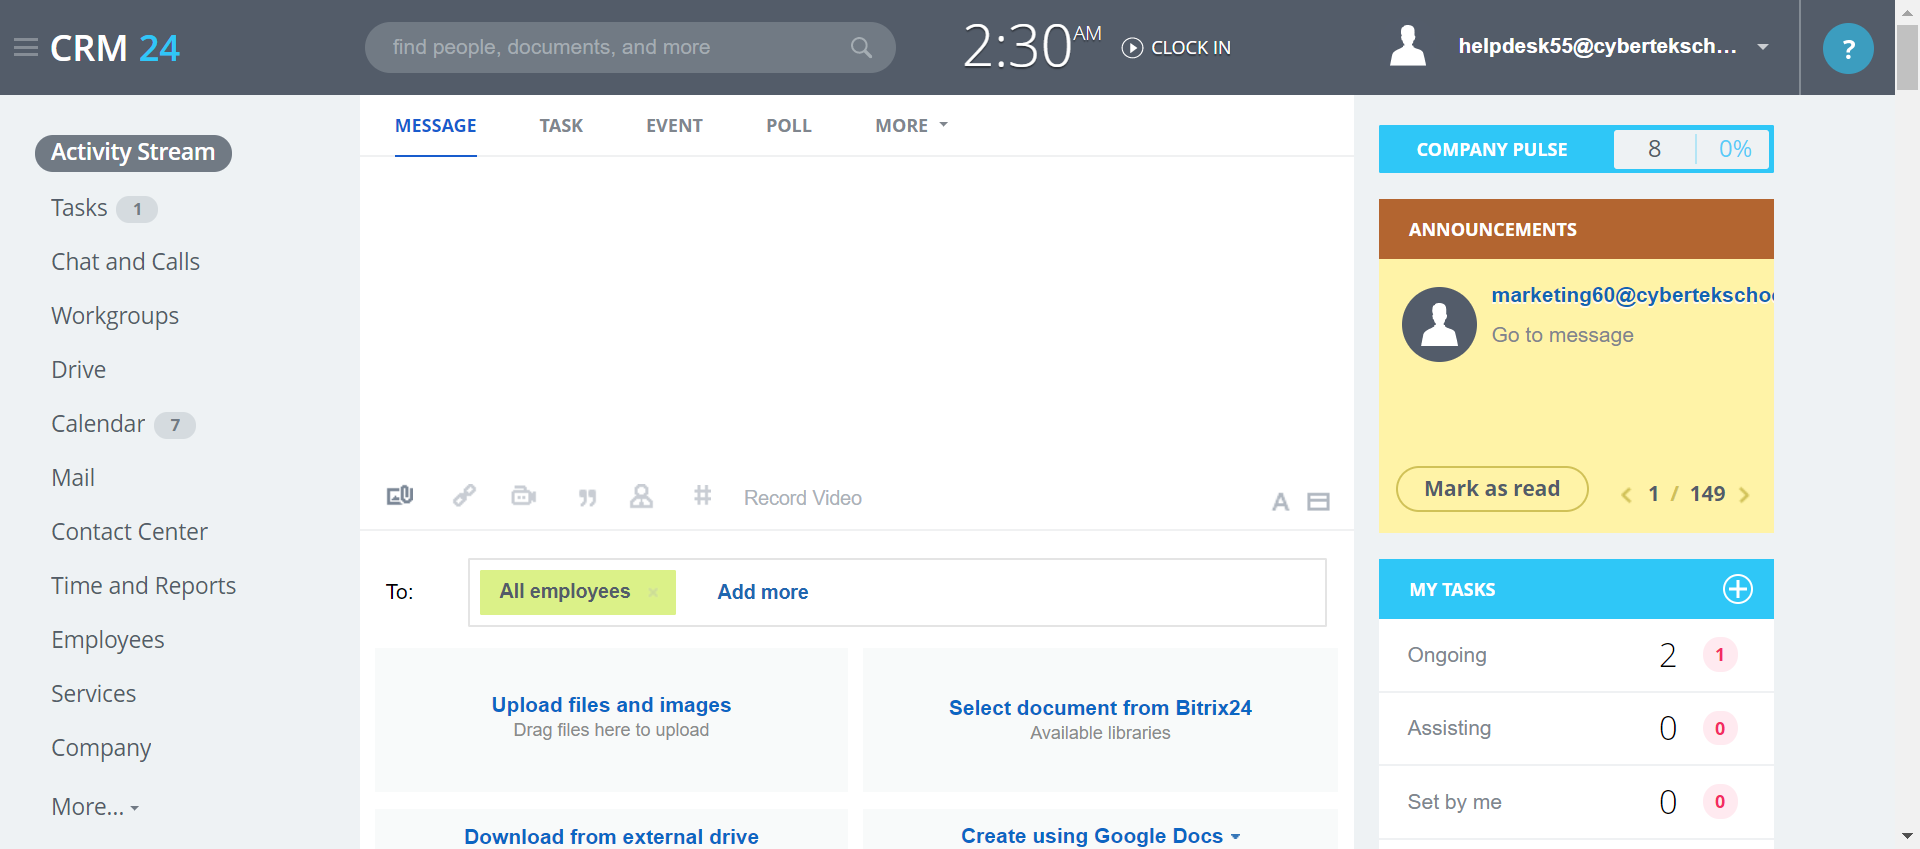 CRM 24
find people, documents, and more
2:30 AM
CLOCK IN
helpdesk55@cyberteksch...
?
Activity Stream
Tasks 1
Chat and Calls
Workgroups
Drive
Calendar 7
Mail
Contact Center
Time and Reports
Employees
Services
Company
More...
MESSAGE TASK EVENT POLL MORE
Record Video
A
To: All employees × Add more
Upload files and images
Drag files here to upload
Select document from Bitrix24
Available libraries
Download from external drive
Create using Google Docs
COMPANY PULSE 8 0%
ANNOUNCEMENTS
marketing60@cybertekschoo
Go to message
Mark as read
1 / 149
MY TASKS
Ongoing 2 1
Assisting 0 0
Set by me 0 0